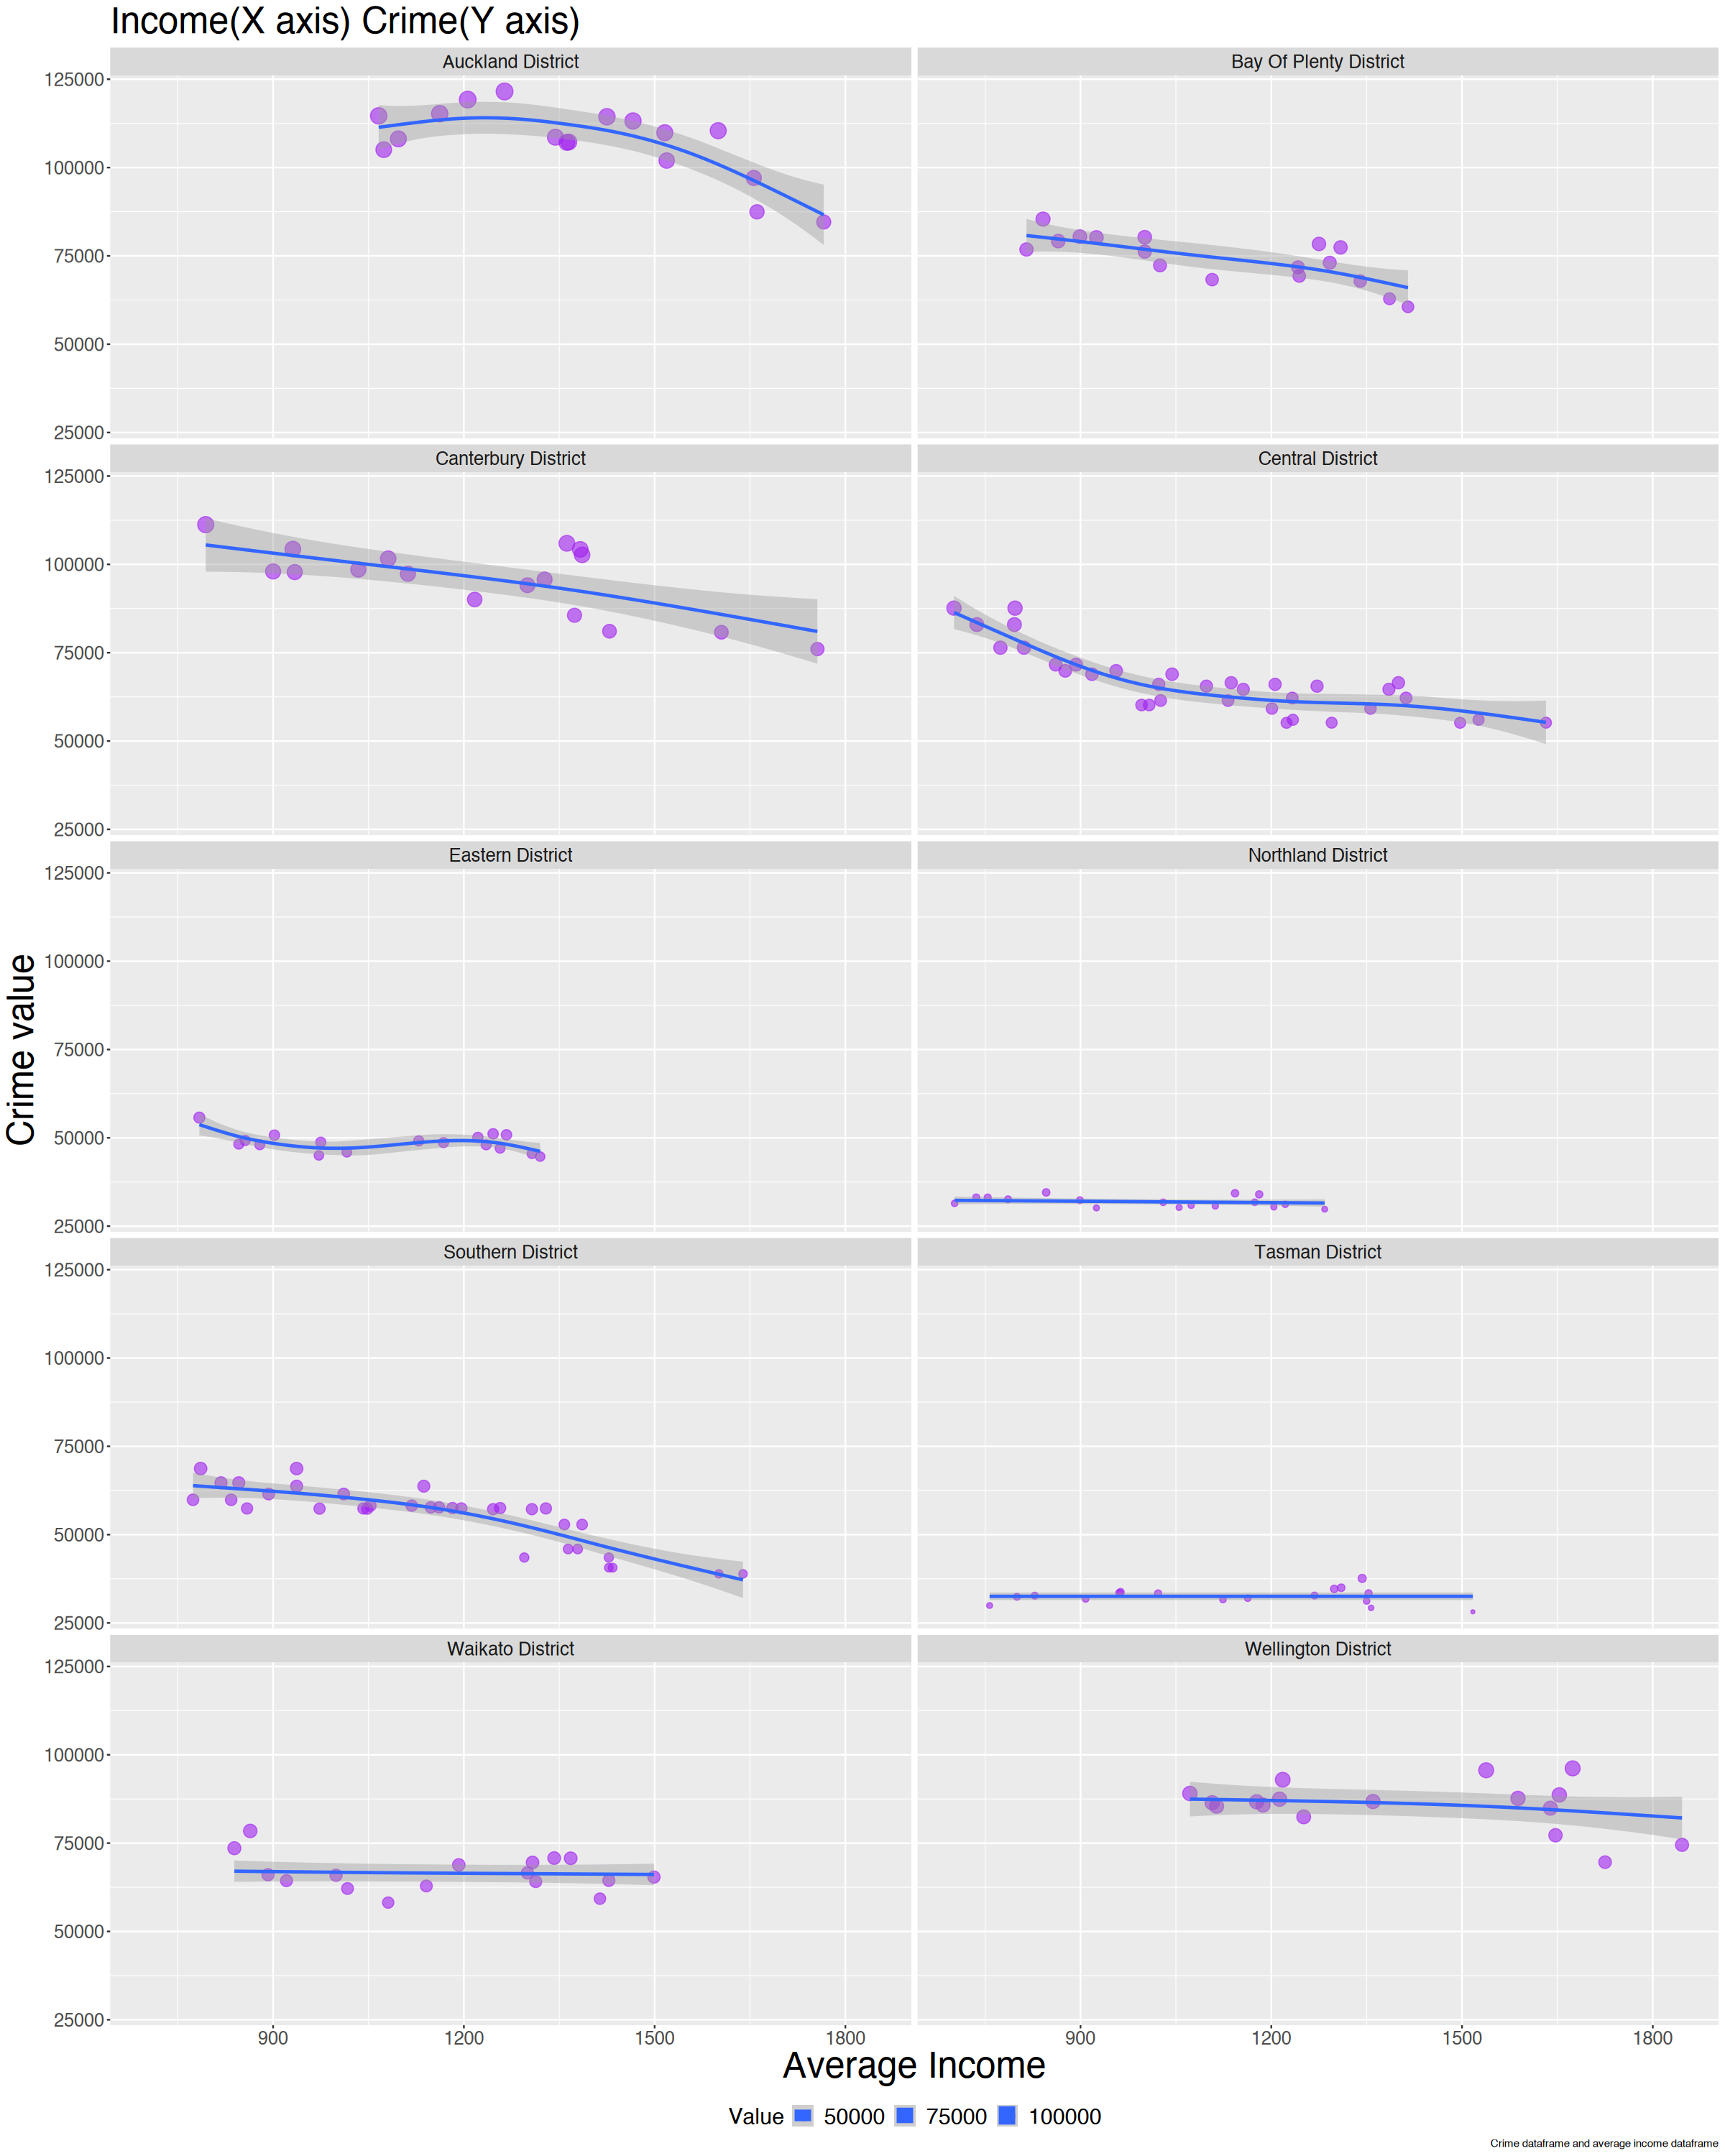 Income(X axis) Crime(Y axis)
Auckland District
Bay Of Plenty District
125000
100000
75000
50000
25000
Canterbury District
Central District
125000
100000
75000
50000
25000
Eastern District
Northland District
125000
100000
75000
50000
25000
Crime value
Southern District
Tasman District
125000
100000
75000
50000
25000
Waikato District
Wellington District
125000
100000
75000
50000
25000
900 1200 1500 1800
900 1200 1500 1800
Average Income
Value 50000 75000 100000
Crime dataframe and average income dataframe